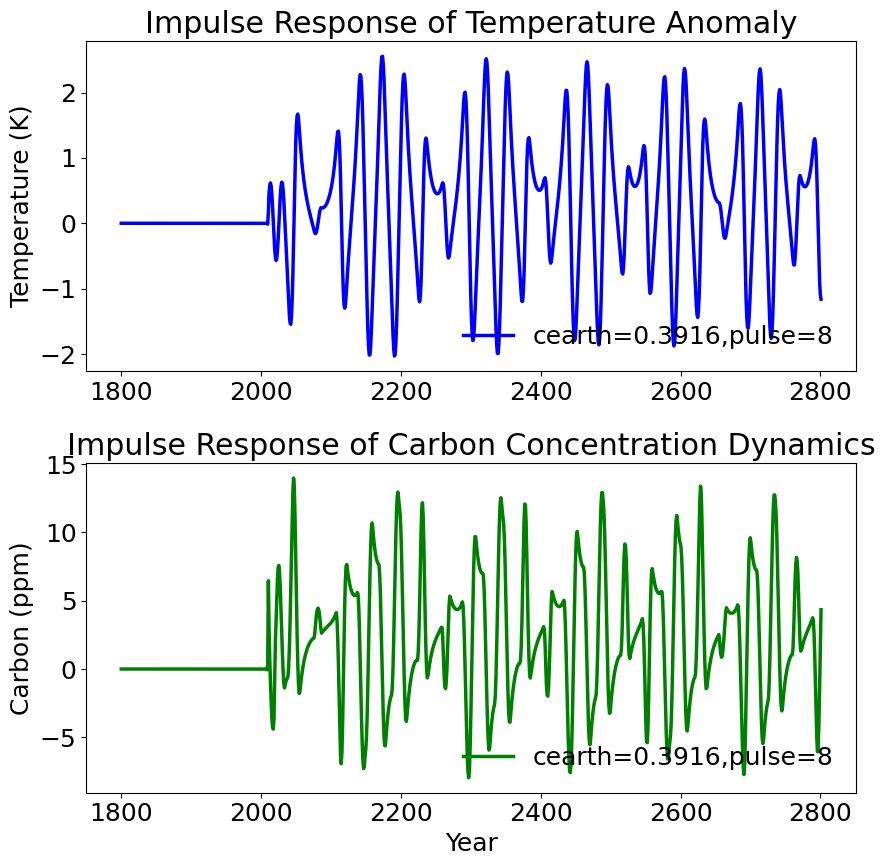 Impulse Response of Temperature Anomaly
Temperature (K)
2
1
0
−1
−2
cearth=0.3916,pulse=8
1800 2000 2200 2400 2600 2800
Impulse Response of Carbon Concentration Dynamics
Carbon (ppm)
15
10
5
0
−5
cearth=0.3916,pulse=8
1800 2000 2200 2400 2600 2800
Year